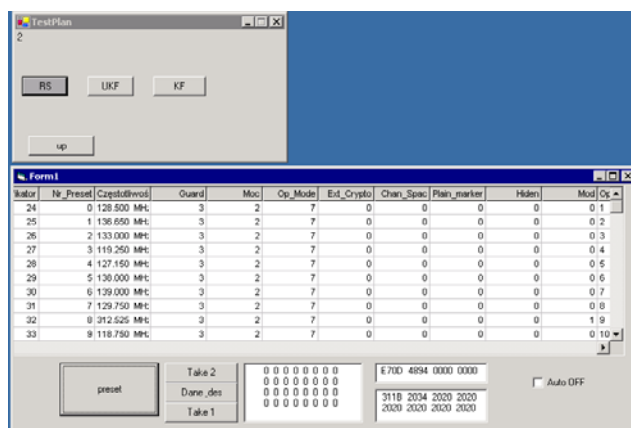 TestPlan
2
RS UKF KF
up
Form1
ikator Nr_Preset Częstotliwoś Guard Moc Op_Mode Ext_Crypto Chan_Spac Plain_marker Hiden Mod Op
24 0 128.500 MHz 3 2 7 0 0 0 0 0 1
25 1 136.650 MHz 3 2 7 0 0 0 0 0 2
26 2 133.000 MHz 3 2 7 0 0 0 0 0 3
27 3 119.250 MHz 3 2 7 0 0 0 0 0 4
28 4 127.150 MHz 3 2 7 0 0 0 0 0 5
29 5 138.000 MHz 3 2 7 0 0 0 0 0 6
30 6 139.000 MHz 3 2 7 0 0 0 0 0 7
31 7 129.750 MHz 3 2 7 0 0 0 0 0 8
32 8 312.525 MHz 3 2 7 0 0 0 0 1 9
33 9 118.750 MHz 3 2 7 0 0 0 0 0 10
preset
Take 2
Dane_des
Take 1
0 0 0 0 0 0 0 0
0 0 0 0 0 0 0 0
0 0 0 0 0 0 0 0
0 0 0 0 0 0 0 0
E70D 4894 0000 0000
311B 2034 2020 2020
2020 2020 2020 2020
Auto OFF